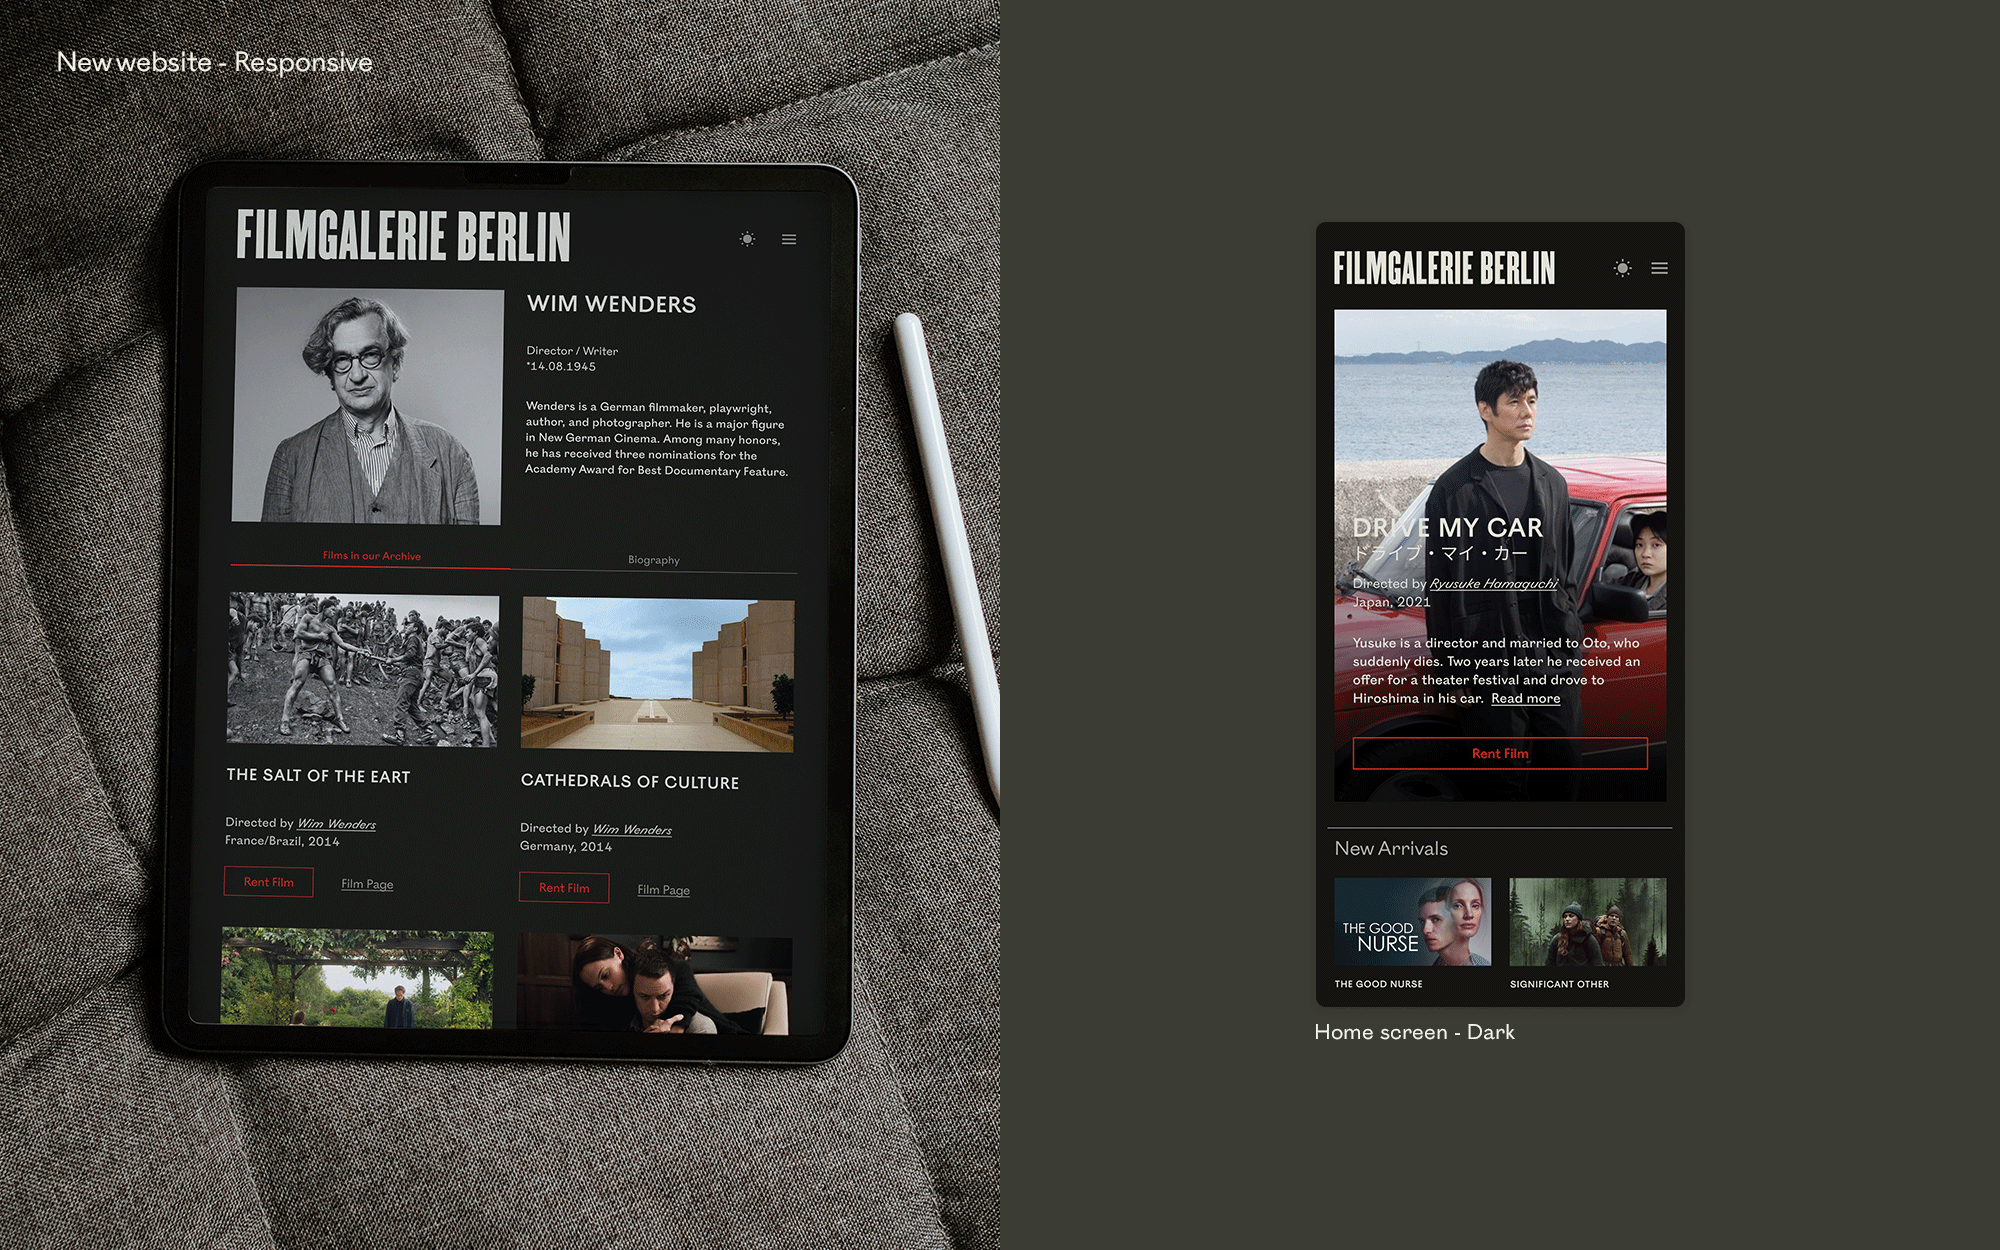 New website - Responsive
FILMGALERIE BERLIN
WIM WENDERS
Director / Writer
*14.08.1945
Wenders is a German filmmaker, playwright,
author, and photographer. He is a major figure
in New German Cinema. Among many honors,
he has received three nominations for the
Academy Award for Best Documentary Feature.
Films in our Archive
Biography
THE SALT OF THE EART
Directed by Wim Wenders
France/Brazil, 2014
Rent Film
Film Page
CATHEDRALS OF CULTURE
Directed by Wim Wenders
Germany, 2014
Rent Film
Film Page
FILMGALERIE BERLIN
DRIVE MY CAR
ドライブ・マイ・カー
Directed by Ryusuke Hamaguchi
Japan, 2021
Yusuke is a director and married to Oto, who
suddenly dies. Two years later he received an
offer for a theater festival and drove to
Hiroshima in his car. Read more
Rent Film
New Arrivals
THE GOOD
NURSE
THE GOOD NURSE
SIGNIFICANT OTHER
Home screen - Dark